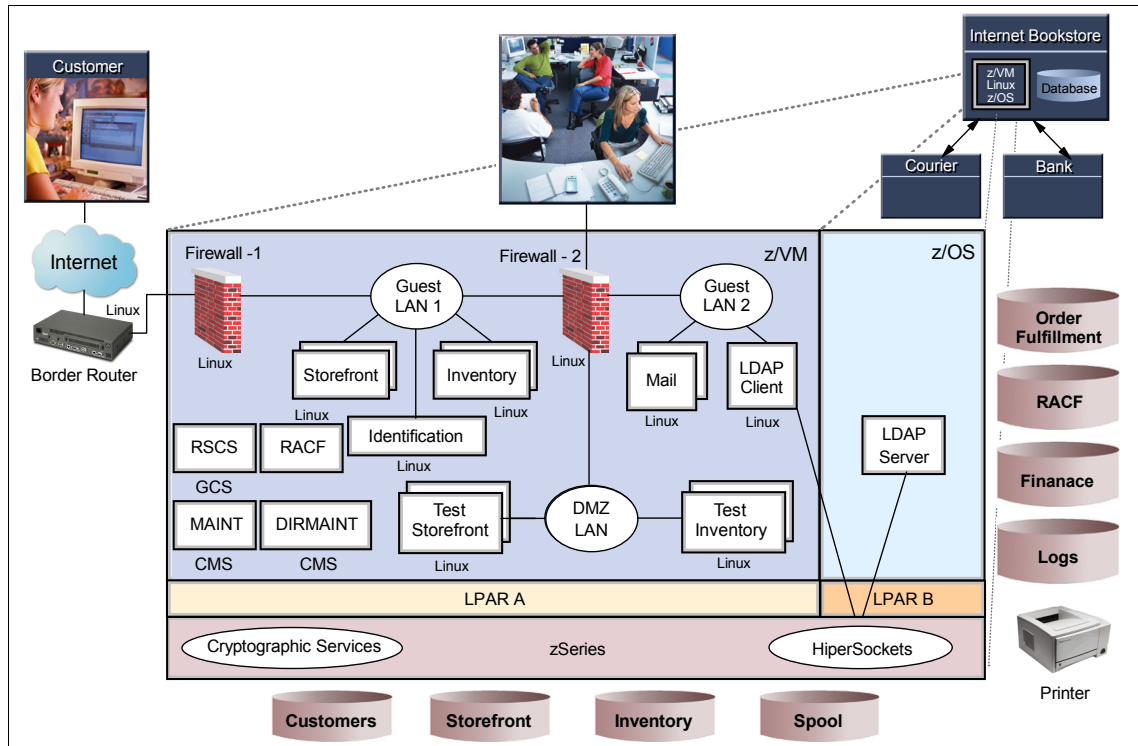 Customer
Internet Bookstore
z/VM
Linux
z/OS
Database
Courier
Bank
Internet
Linux
Border Router
Firewall -1
Firewall - 2
z/VM
z/OS
Guest
LAN 1
Guest
LAN 2
Linux
Linux
Storefront
Inventory
Mail
LDAP
Client
Linux
Linux
Linux
Linux
RSCS
RACF
Identification
LDAP
Server
GCS
Linux
MAINT
DIRMAINT
Test
Storefront
DMZ
LAN
Test
Inventory
CMS
CMS
Linux
Linux
LPAR A
LPAR B
Cryptographic Services
zSeries
HiperSockets
Order
Fulfillment
RACF
Finanace
Logs
Printer
Customers
Storefront
Inventory
Spool